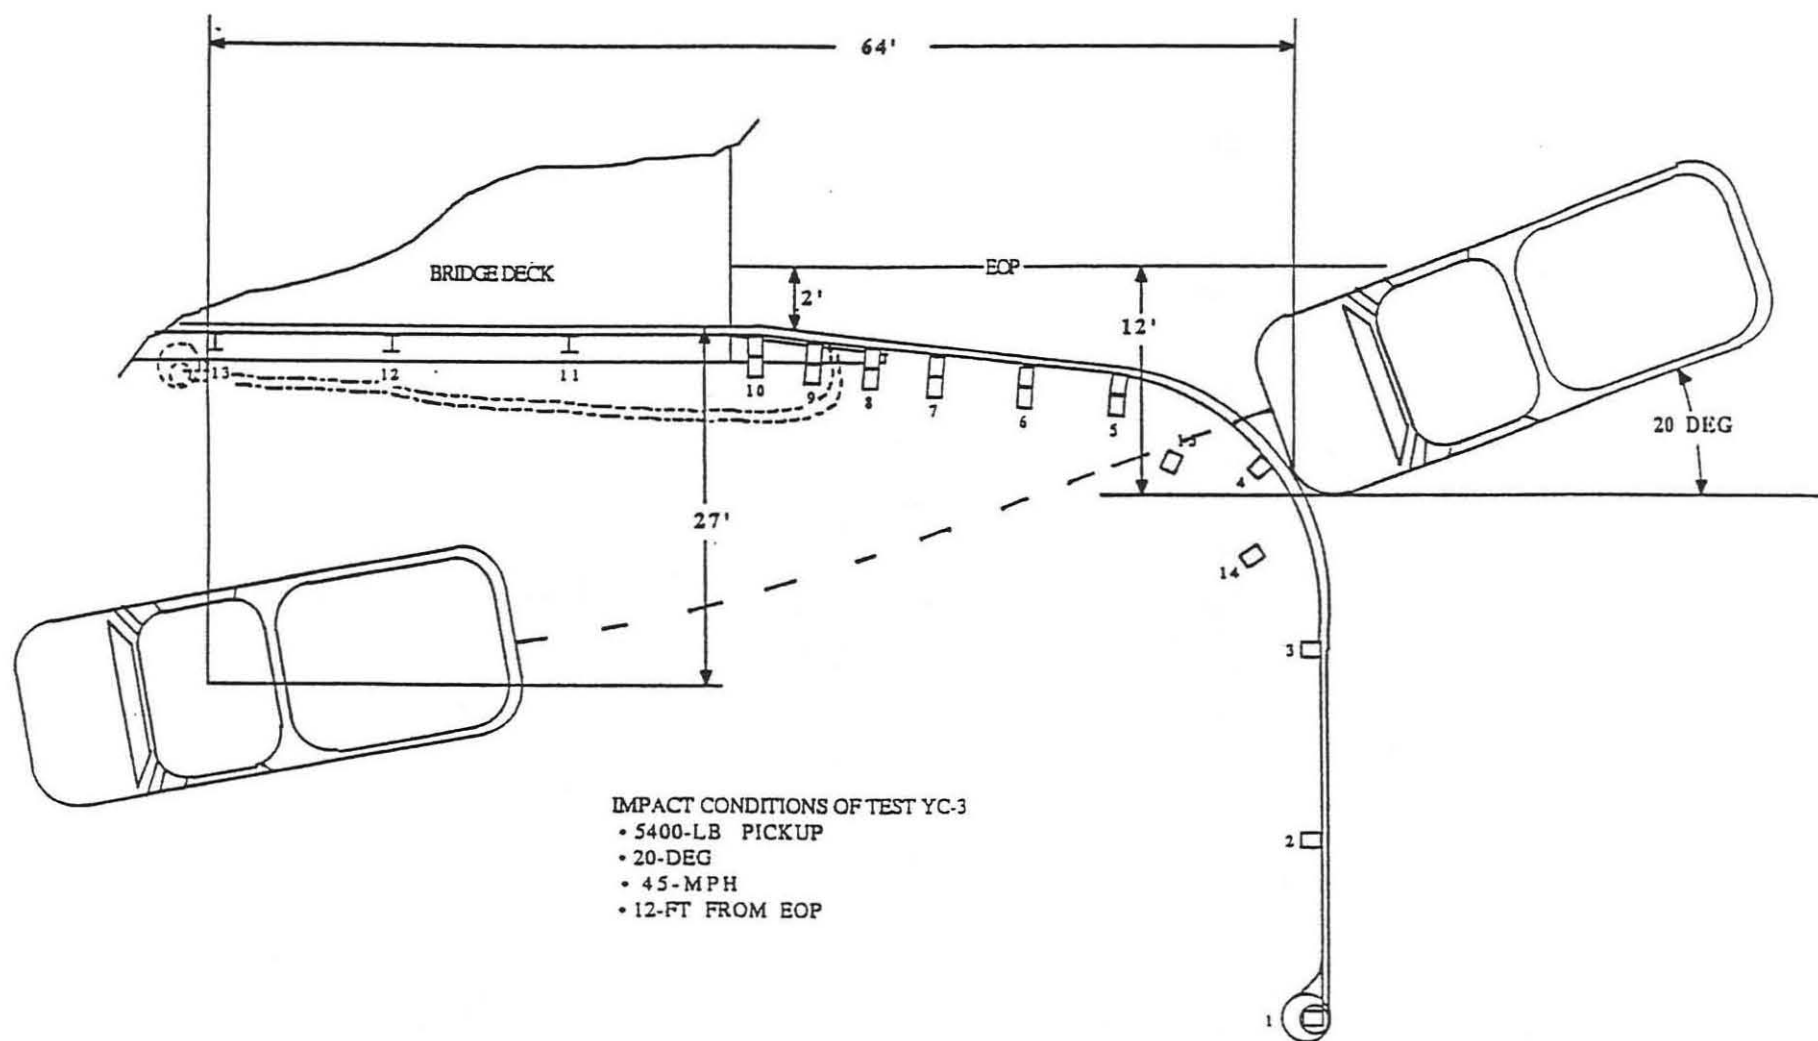 64'
BRIDGE DECK
EOP
2'
12'
20 DEG
13
12
11
10
9
8
7
6
5
15
4
27'
14
3
IMPACT CONDITIONS OF TEST YC-3
• 5400-LB PICKUP
• 20-DEG
• 45-MPH
• 12-FT FROM EOP
2
1